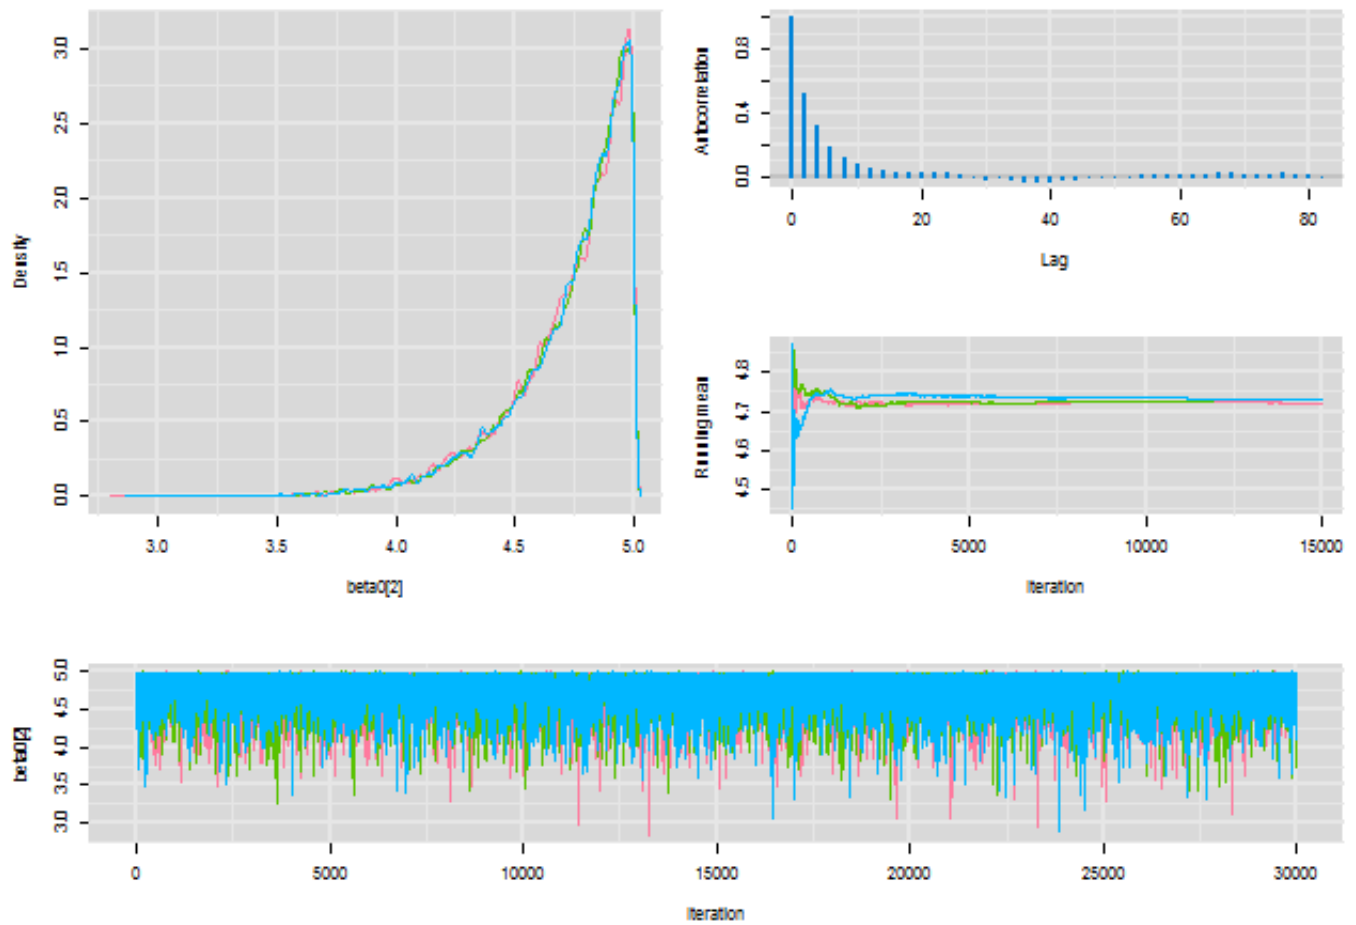 Density
3.0
2.5
2.0
1.5
1.0
0.5
0.0
3.0 3.5 4.0 4.5 5.0
beta0[2]
Autocorrelation
0.8
0.4
0.0
0 20 40 60 80
Lag
Running mean
4.8
4.7
4.6
4.5
0 5000 10000 15000
Iteration
beta0[2]
5.0
4.5
4.0
3.5
3.0
0 5000 10000 15000 20000 25000 30000
Iteration